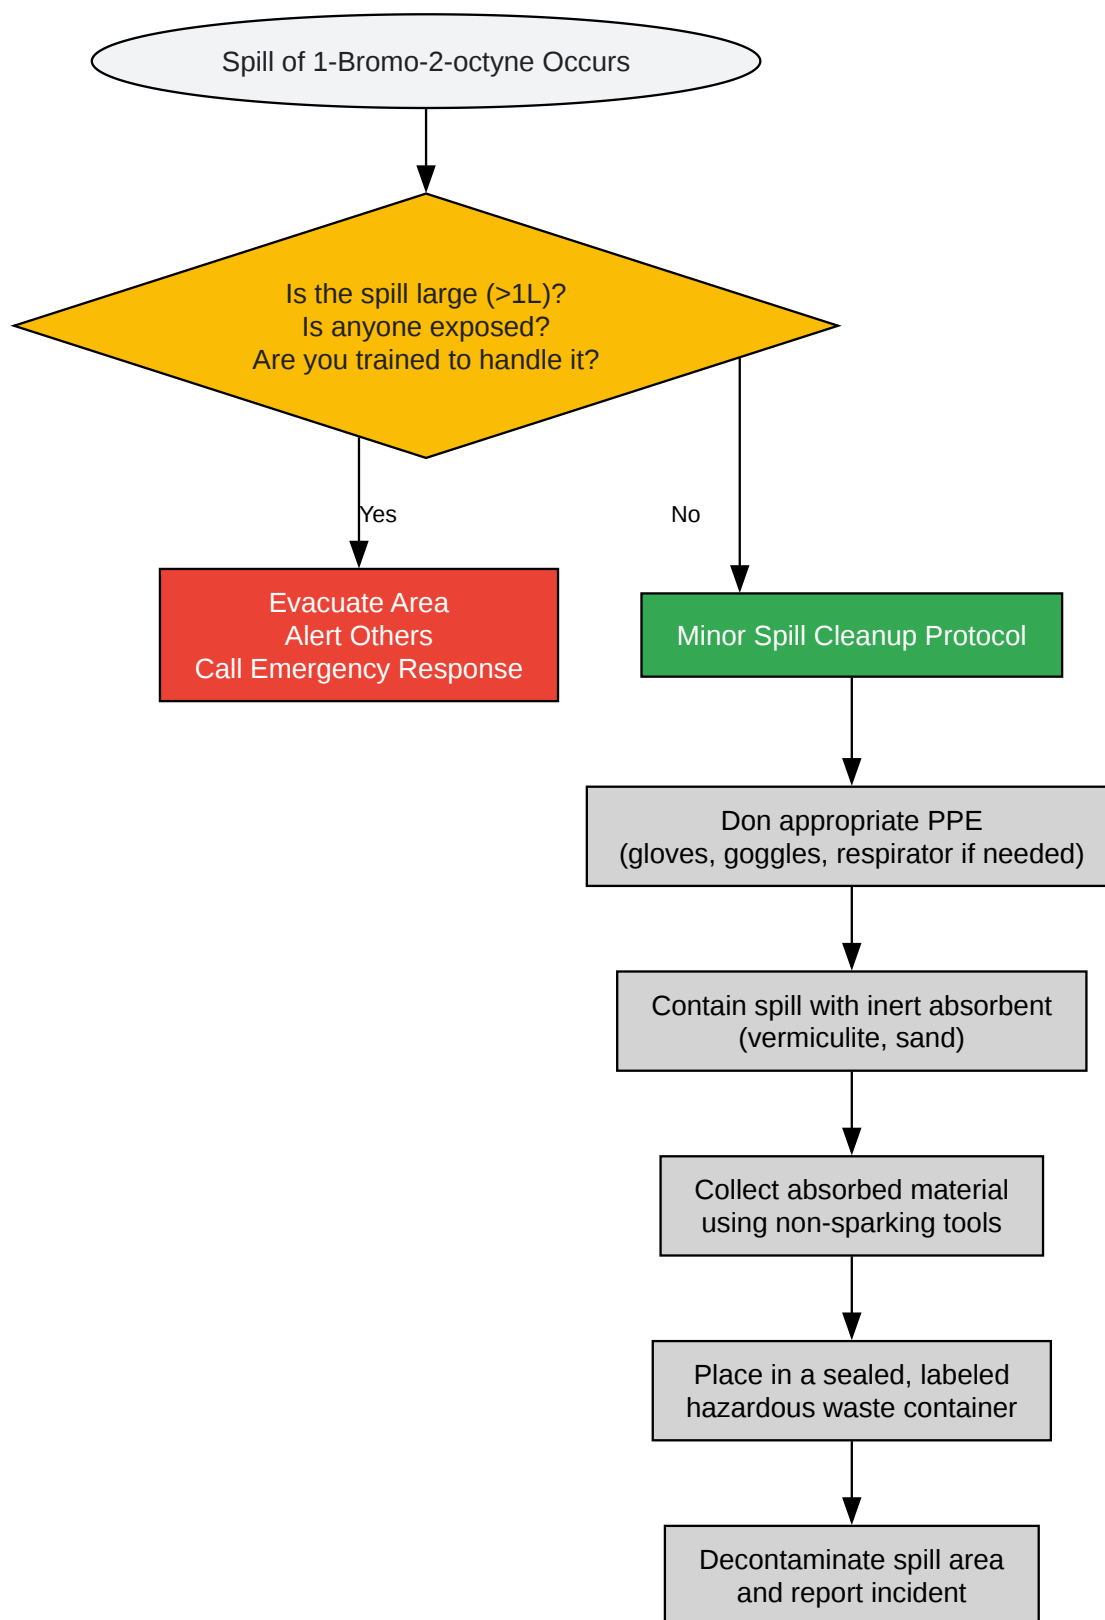 Spill of 1-Bromo-2-octyne Occurs
Is the spill large (>1L)?
Is anyone exposed?
Are you trained to handle it?
Yes
No
Evacuate Area
Alert Others
Call Emergency Response
Minor Spill Cleanup Protocol
Don appropriate PPE
(gloves, goggles, respirator if needed)
Contain spill with inert absorbent
(vermiculite, sand)
Collect absorbed material
using non-sparking tools
Place in a sealed, labeled
hazardous waste container
Decontaminate spill area
and report incident